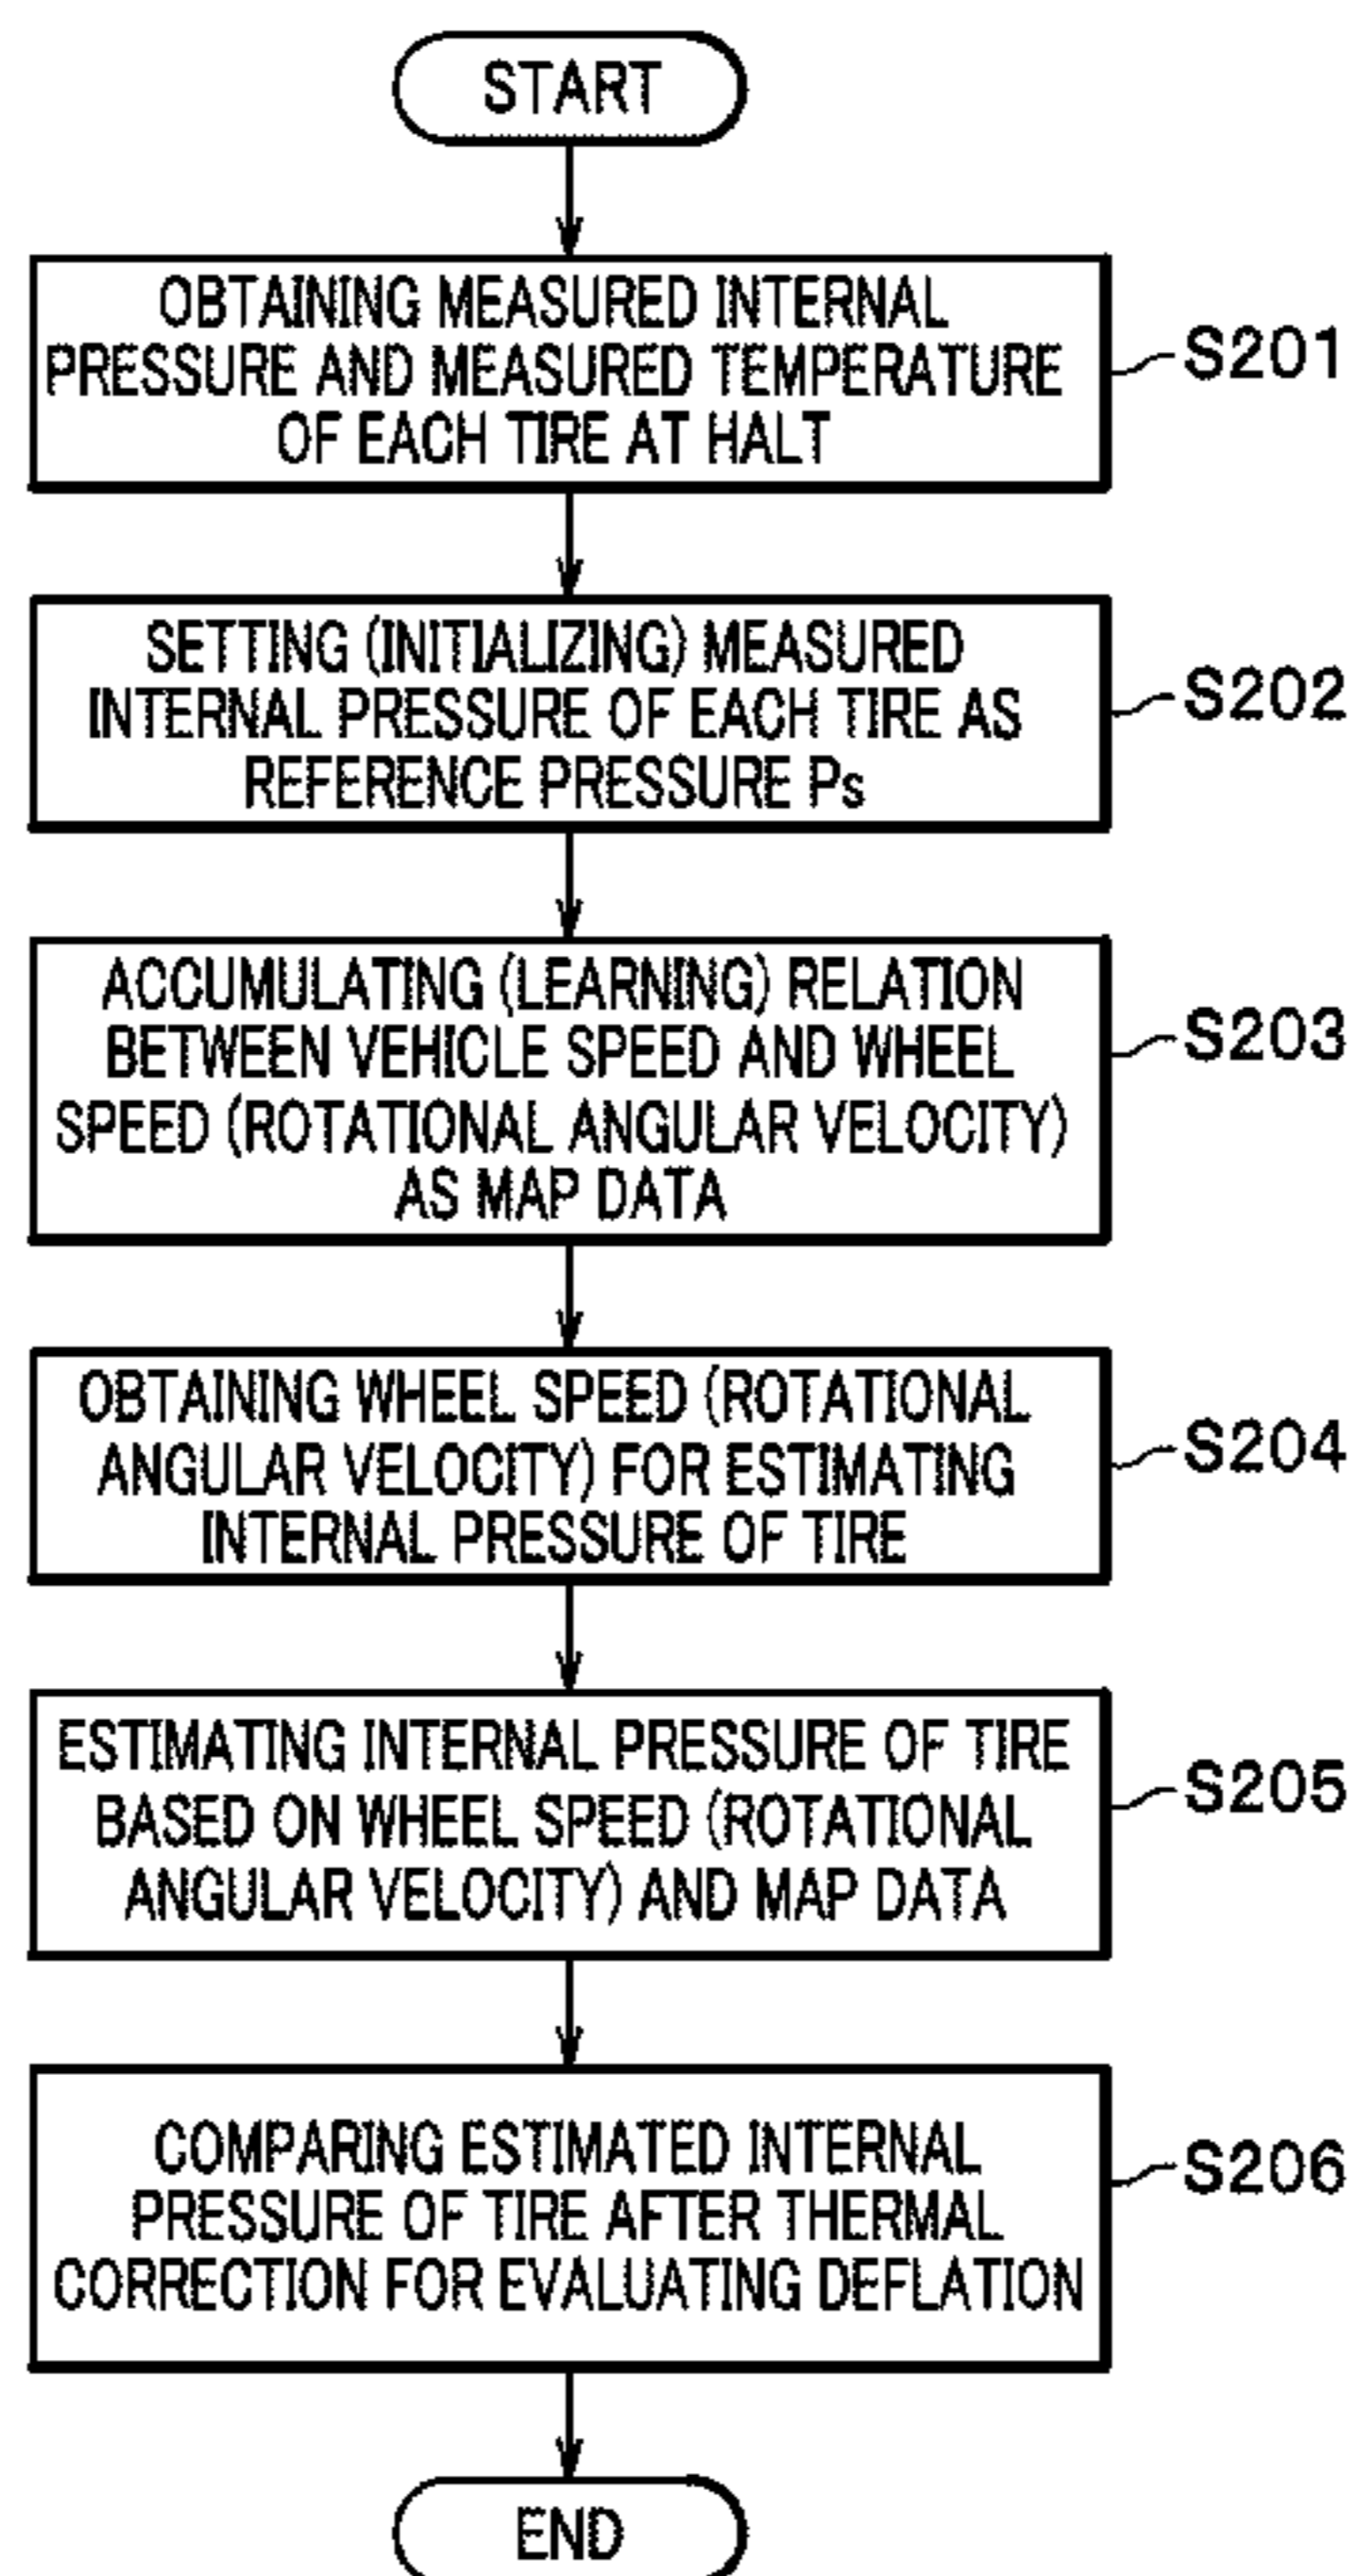 START
OBTAINING MEASURED INTERNAL
PRESSURE AND MEASURED TEMPERATURE
OF EACH TIRE AT HALT
S201
SETTING (INITIALIZING) MEASURED
INTERNAL PRESSURE OF EACH TIRE AS
REFERENCE PRESSURE Ps
S202
ACCUMULATING (LEARNING) RELATION
BETWEEN VEHICLE SPEED AND WHEEL
SPEED (ROTATIONAL ANGULAR VELOCITY)
AS MAP DATA
S203
OBTAINING WHEEL SPEED (ROTATIONAL
ANGULAR VELOCITY) FOR ESTIMATING
INTERNAL PRESSURE OF TIRE
S204
ESTIMATING INTERNAL PRESSURE OF TIRE
BASED ON WHEEL SPEED (ROTATIONAL
ANGULAR VELOCITY) AND MAP DATA
S205
COMPARING ESTIMATED INTERNAL
PRESSURE OF TIRE AFTER THERMAL
CORRECTION FOR EVALUATING DEFLATION
S206
END